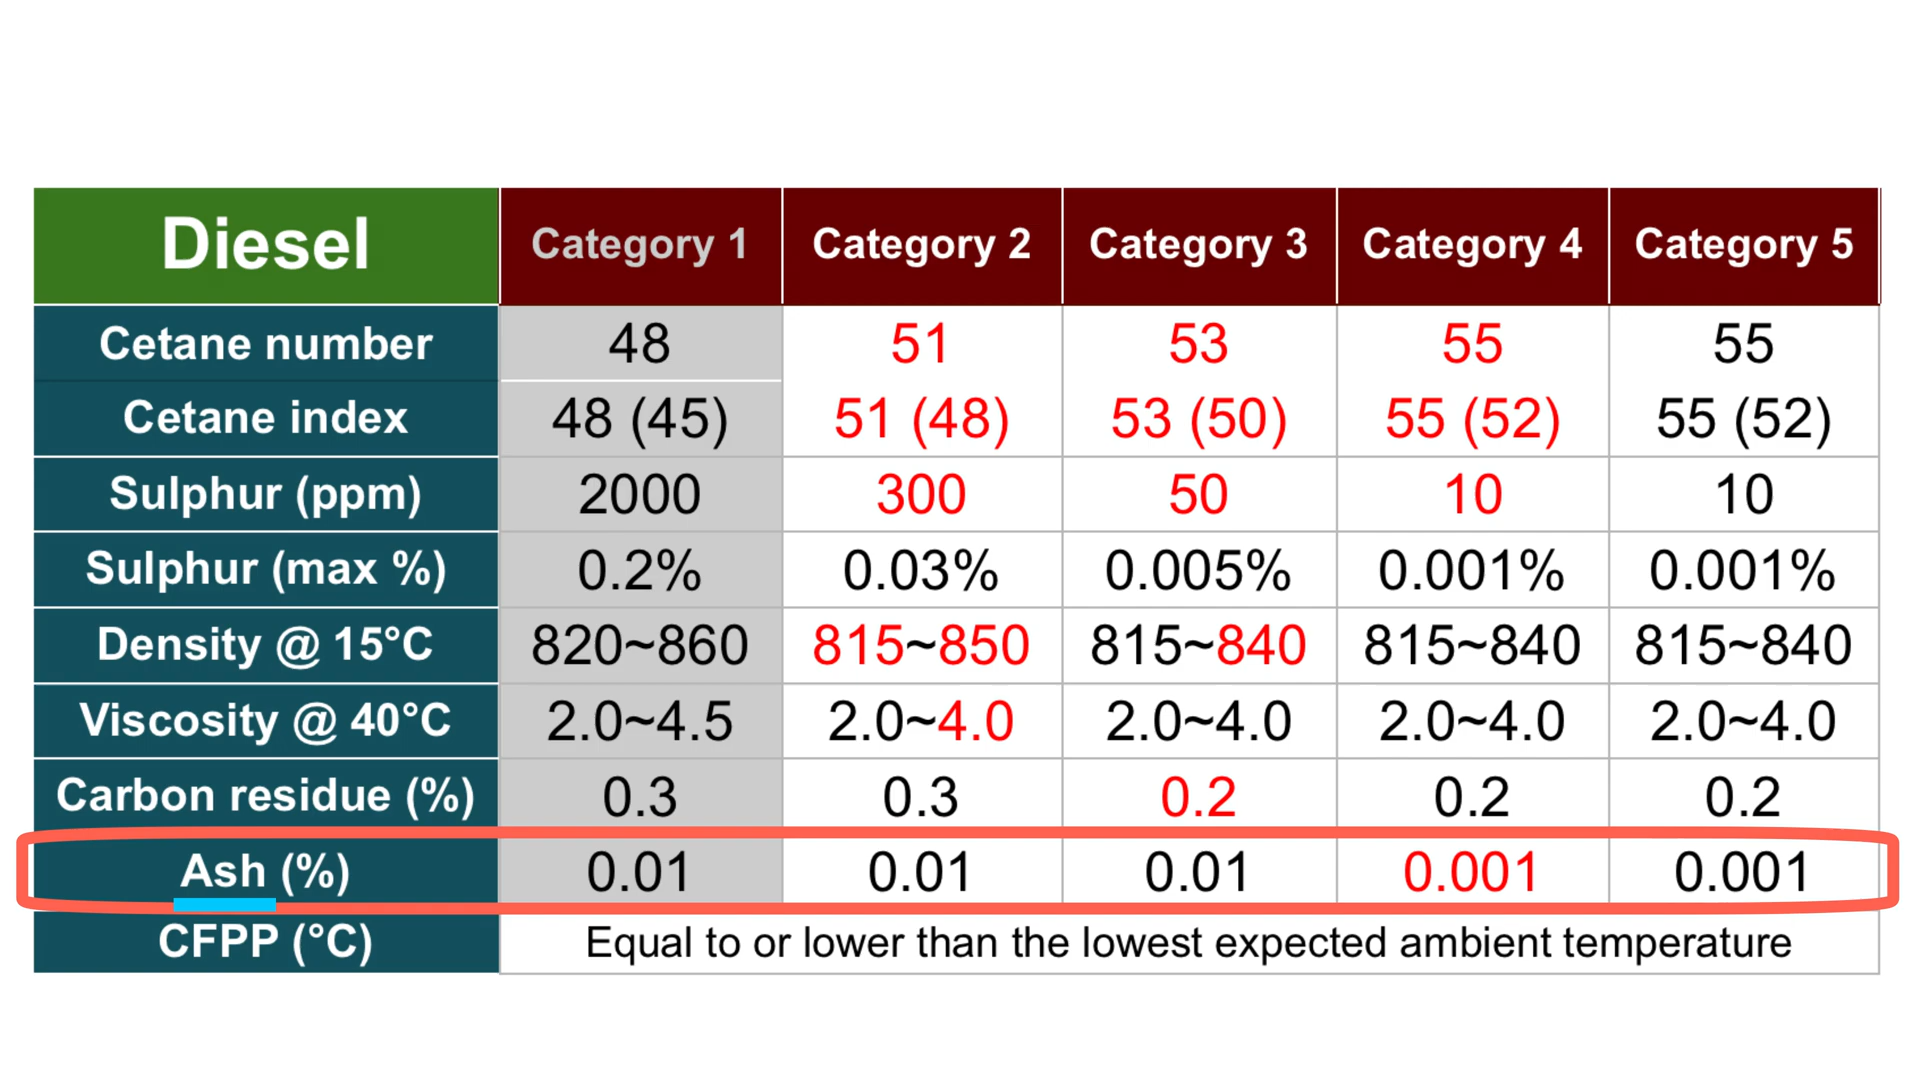 Diesel Category 1 Category 2 Category 3 Category 4 Category 5
Cetane number 48 51 53 55 55
Cetane index 48 (45) 51 (48) 53 (50) 55 (52) 55 (52)
Sulphur (ppm) 2000 300 50 10 10
Sulphur (max %) 0.2% 0.03% 0.005% 0.001% 0.001%
Density @ 15°C 820~860 815~850 815~840 815~840 815~840
Viscosity @ 40°C 2.0~4.5 2.0~4.0 2.0~4.0 2.0~4.0 2.0~4.0
Carbon residue (%) 0.3 0.3 0.2 0.2 0.2
Ash (%) 0.01 0.01 0.01 0.001 0.001
CFPP (°C) Equal to or lower than the lowest expected ambient temperature